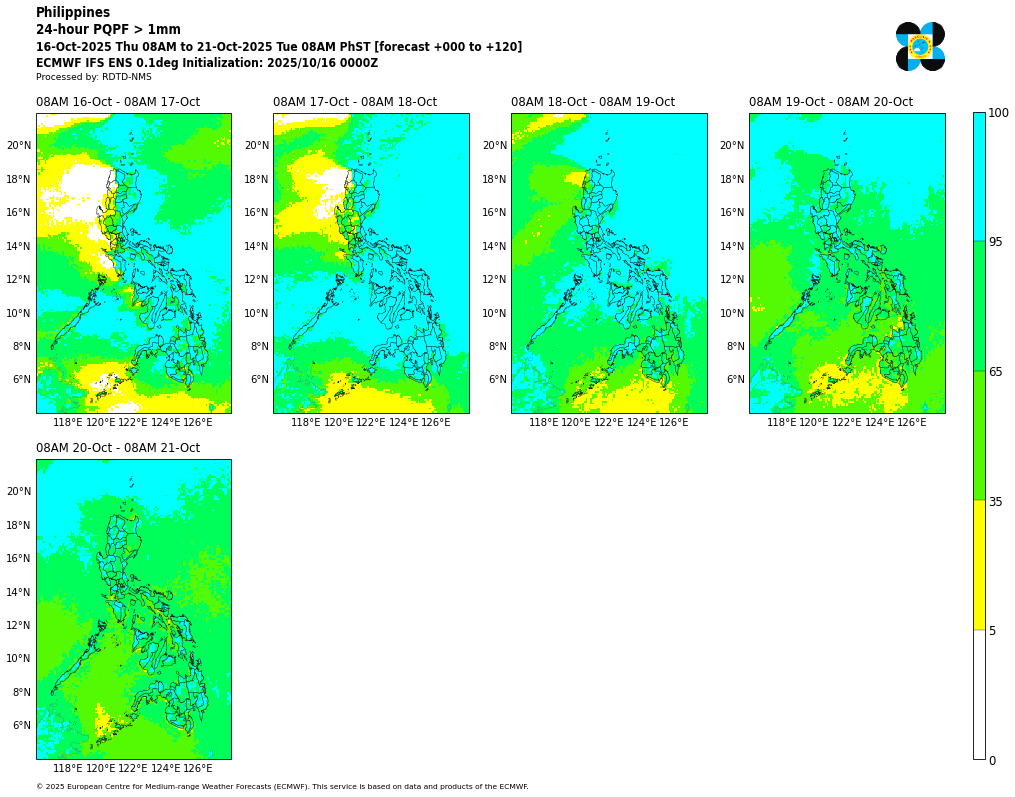 Philippines
24-hour PQPF > 1mm
16-Oct-2025 Thu 08AM to 21-Oct-2025 Tue 08AM PhST [forecast +000 to +120]
ECMWF IFS ENS 0.1deg Initialization: 2025/10/16 0000Z
Processed by: RDTD-NMS
08AM 16-Oct - 08AM 17-Oct
08AM 17-Oct - 08AM 18-Oct
08AM 18-Oct - 08AM 19-Oct
08AM 19-Oct - 08AM 20-Oct
20°N
18°N
16°N
14°N
12°N
10°N
8°N
6°N
118°E 120°E 122°E 124°E 126°E
20°N
18°N
16°N
14°N
12°N
10°N
8°N
6°N
118°E 120°E 122°E 124°E 126°E
20°N
18°N
16°N
14°N
12°N
10°N
8°N
6°N
118°E 120°E 122°E 124°E 126°E
20°N
18°N
16°N
14°N
12°N
10°N
8°N
6°N
118°E 120°E 122°E 124°E 126°E
100
95
65
35
5
0
08AM 20-Oct - 08AM 21-Oct
20°N
18°N
16°N
14°N
12°N
10°N
8°N
6°N
118°E 120°E 122°E 124°E 126°E
© 2025 European Centre for Medium-range Weather Forecasts (ECMWF). This service is based on data and products of the ECMWF.